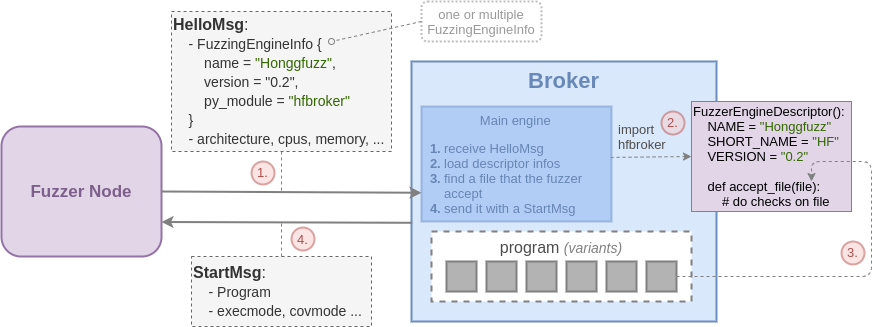 HelloMsg:
- FuzzingEngineInfo {
name = "Honggfuzz",
version = "0.2",
py_module = "hfbroker"
}
- architecture, cpus, memory, ...
one or multiple
FuzzingEngineInfo
Fuzzer Node
1.
4.
StartMsg:
- Program
- execmode, covmode ...
Broker
Main engine
1. receive HelloMsg
2. load descriptor infos
3. find a file that the fuzzer
accept
4. send it with a StartMsg
import
hfbroker
2.
FuzzerEngineDescriptor():
NAME = "Honggfuzz"
SHORT_NAME = "HF"
VERSION = "0.2"
def accept_file(file):
# do checks on file
program (variants)
3.